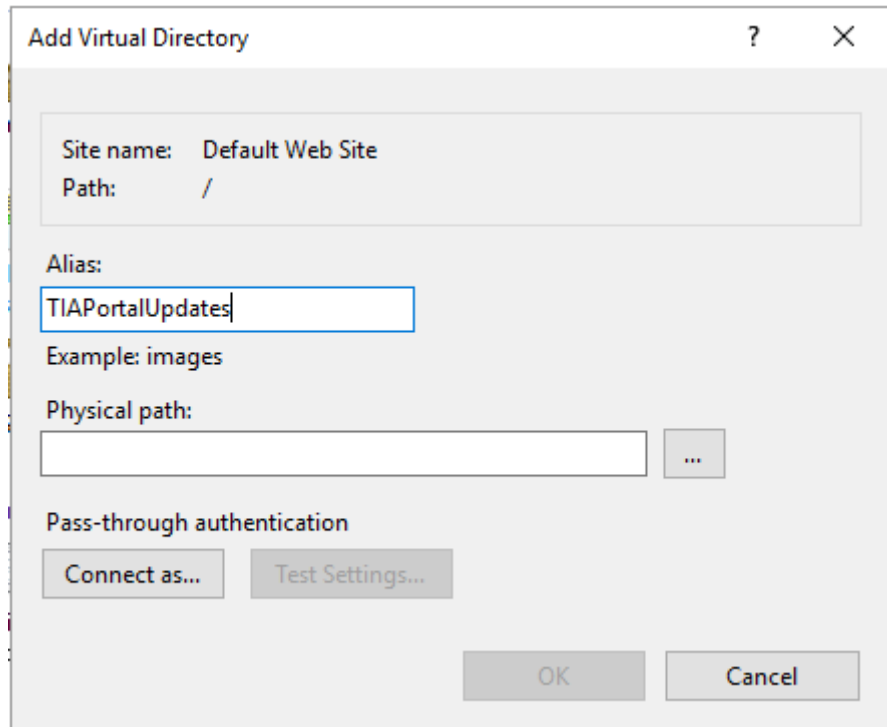 Add Virtual Directory ?
Site name: Default Web Site
Path: /
Alias:
TIAPortalUpdates
Example: images
Physical path:
...
Pass-through authentication
Connect as... Test Settings...
OK Cancel